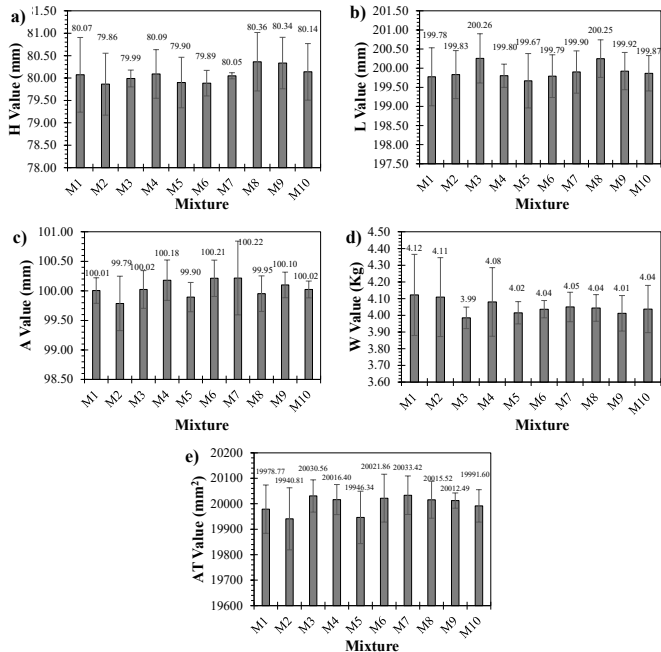 a)
81.50
81.00
80.50
80.00
79.50
79.00
78.50
78.00
H Value (mm)
80.07
79.86
79.99
80.09
79.90
79.89
80.05
80.36
80.34
80.14
M1
M2
M3
M4
M5
M6
M7
M8
M9
M10
Mixture
b)
201.50
201.00
200.50
200.00
199.50
199.00
198.50
198.00
197.50
L Value (mm)
199.78
199.83
200.26
199.80
199.67
199.79
199.90
200.25
199.92
199.87
M1
M2
M3
M4
M5
M6
M7
M8
M9
M10
Mixture
c)
101.00
100.50
100.00
99.50
99.00
98.50
A Value (mm)
100.01
99.79
100.02
100.18
99.90
100.21
100.22
99.95
100.10
100.02
M1
M2
M3
M4
M5
M6
M7
M8
M9
M10
Mixture
d)
4.50
4.40
4.30
4.20
4.10
4.00
3.90
3.80
3.70
3.60
W Value (Kg)
4.12
4.11
3.99
4.08
4.02
4.04
4.05
4.04
4.01
4.04
M1
M2
M3
M4
M5
M6
M7
M8
M9
M10
Mixture
e)
20200
20100
20000
19900
19800
19700
19600
AT Value (mm²)
19978.77
19940.81
20030.56
20016.40
19946.34
20021.86
20033.42
20015.52
20012.49
19991.60
M1
M2
M3
M4
M5
M6
M7
M8
M9
M10
Mixture